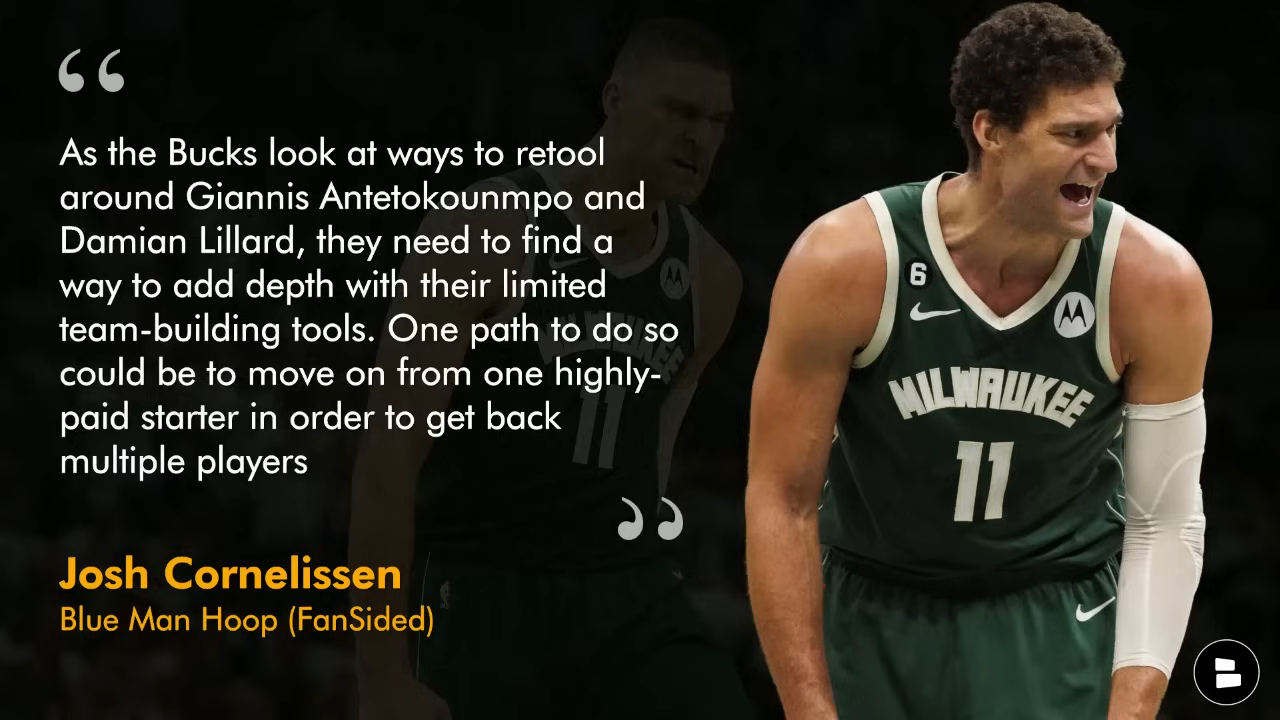 “
As the Bucks look at ways to retool
around Giannis Antetokounmpo and
Damian Lillard, they need to find a
way to add depth with their limited
team-building tools. One path to do so
could be to move on from one highly-
paid starter in order to get back
multiple players
”
Josh Cornelissen
Blue Man Hoop (FanSided)
6
MILWAUKEE
11
MILWAUKEE
11